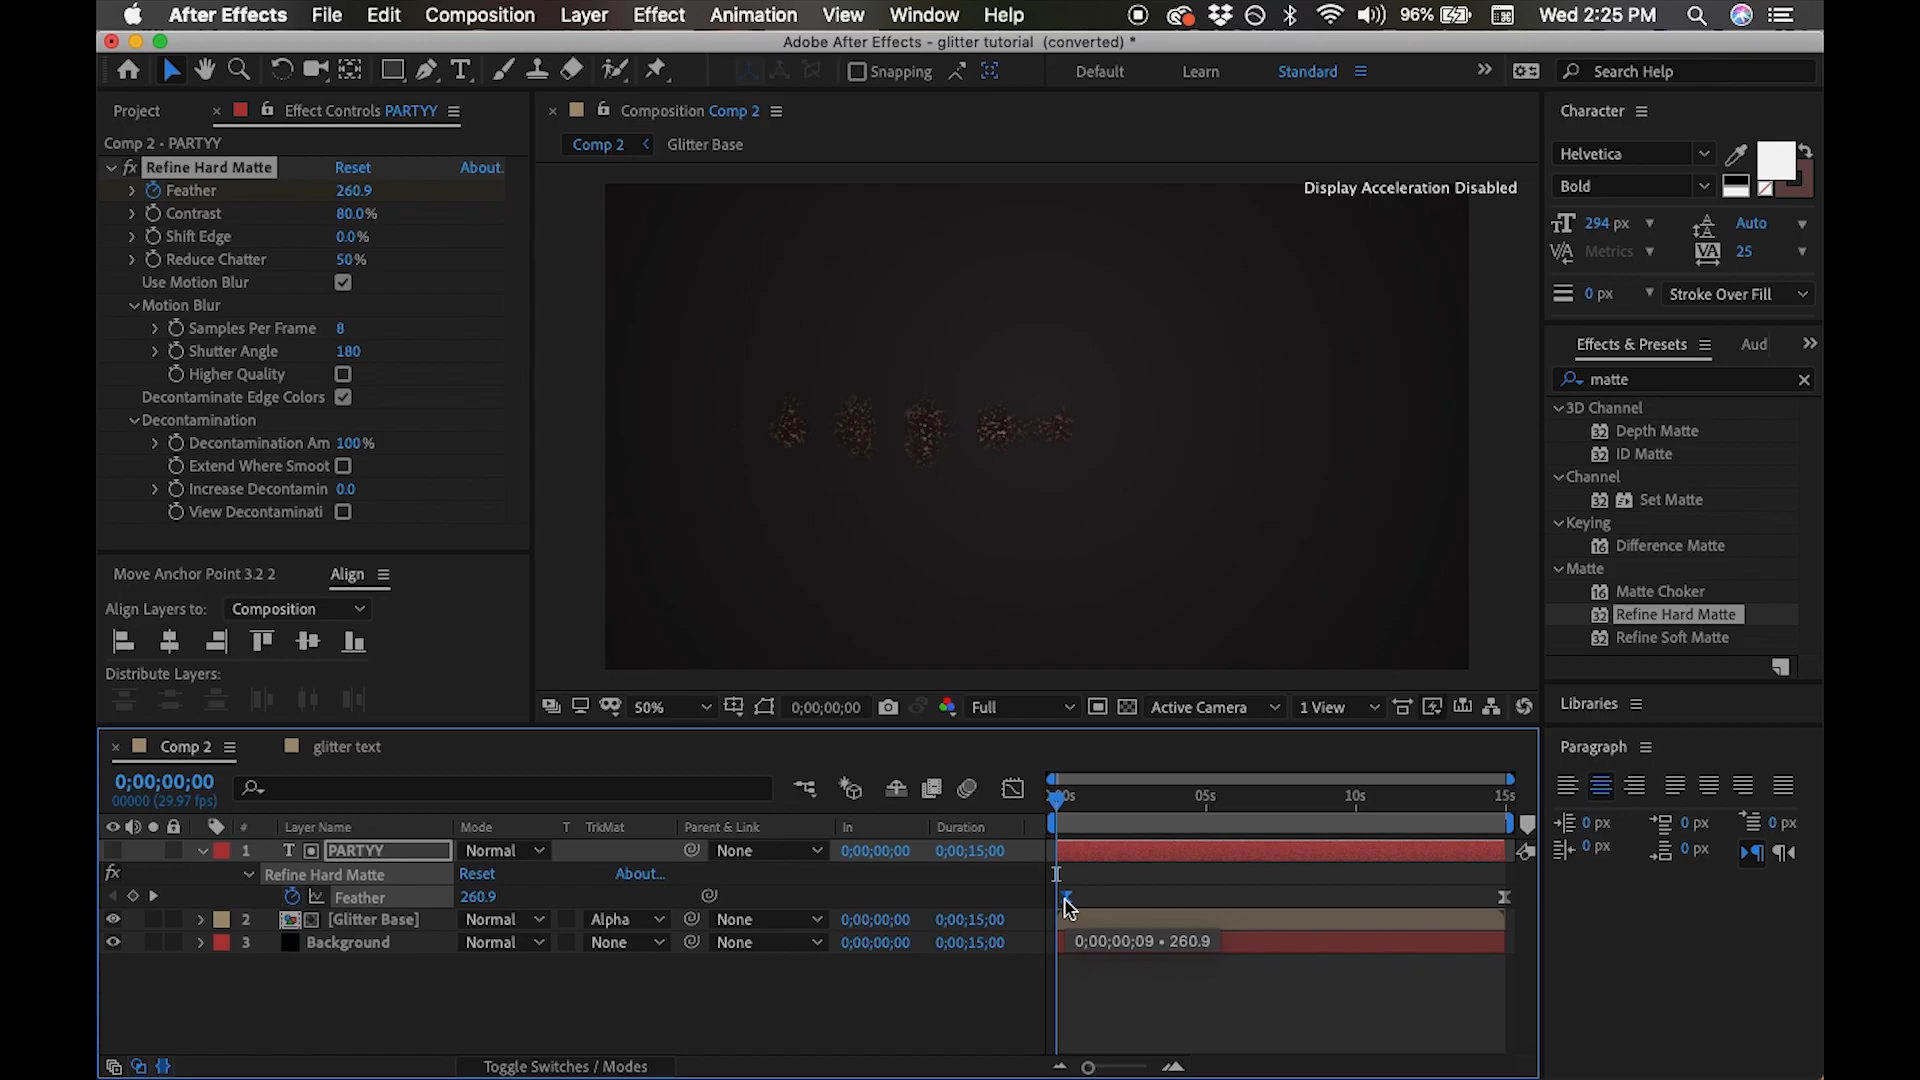 After Effects File Edit Composition Layer Effect Animation View Window Help 96% Wed 2:25 PM
Adobe After Effects - glitter tutorial (converted) *
Snapping Default Learn Standard Search Help
Project Effect Controls PARTYY
Comp 2 • PARTYY
Refine Hard Matte Reset About.
Feather 260.9
Contrast 80.0%
Shift Edge 0.0%
Reduce Chatter 50%
Use Motion Blur
Motion Blur
Samples Per Frame 8
Shutter Angle 180
Higher Quality
Decontaminate Edge Colors
Decontamination
Decontamination Am 100%
Extend Where Smoot
Increase Decontamin 0.0
View Decontaminati
Move Anchor Point 3.2 2 Align
Align Layers to: Composition
Distribute Layers:
Composition Comp 2
Comp 2 Glitter Base
Display Acceleration Disabled
50% 0;00;00;00 Full Active Camera 1 View
Character
Helvetica
Bold
294 px Auto
Metrics 25
0 px Stroke Over Fill
Effects & Presets Aud
matte
3D Channel
32 Depth Matte
32 ID Matte
Channel
32 Set Matte
Keying
16 Difference Matte
Matte
16 Matte Choker
32 Refine Hard Matte
32 Refine Soft Matte
Libraries
Paragraph
0 px 0 px 0 px
0 px 0 px
Comp 2 glitter text
0;00;00;00
00000 (29.97 fps)
00s 05s 10s 15s
# Layer Name Mode T TrkMat Parent & Link In Duration
1 T PARTYY Normal None 0;00;00;00 0;00;15;00
fx Refine Hard Matte Reset About...
Feather 260.9
2 [Glitter Base] Normal Alpha None 0;00;00;00 0;00;15;00
3 Background Normal None None 0;00;00;00 0;00;15;00
0;00;00;09 • 260.9
Toggle Switches / Modes